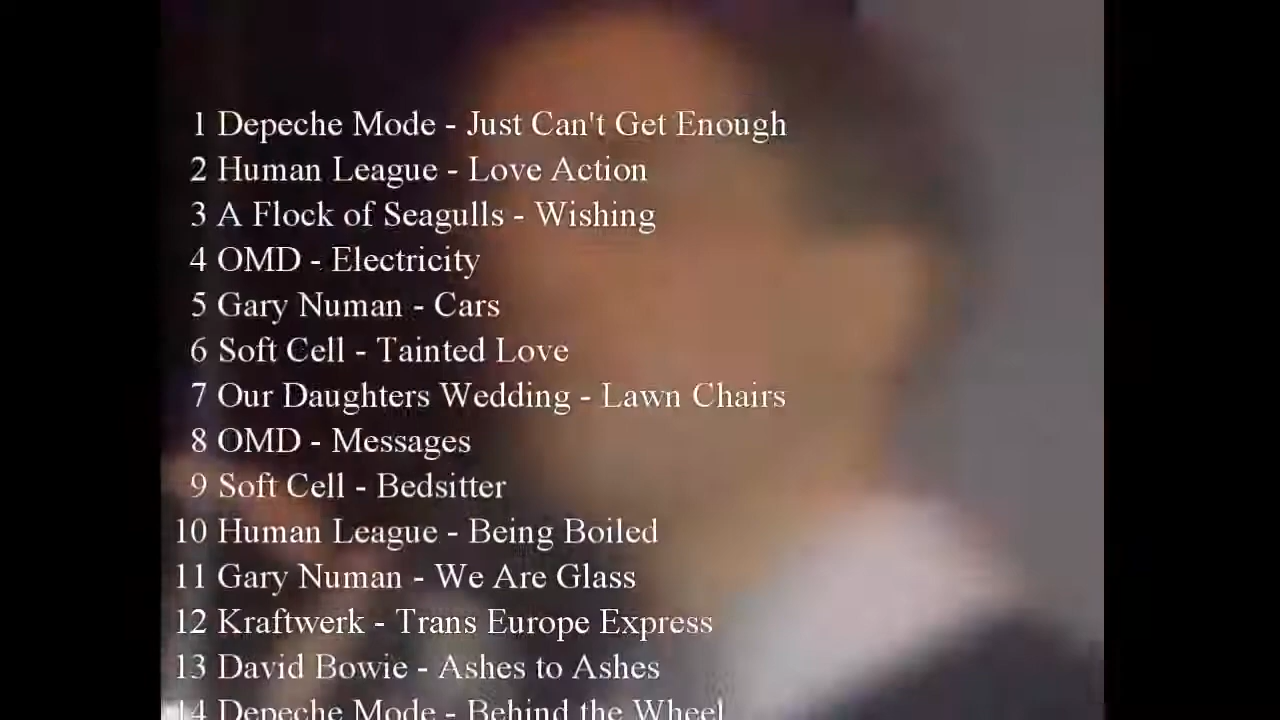 1 Depeche Mode - Just Can't Get Enough
2 Human League - Love Action
3 A Flock of Seagulls - Wishing
4 OMD - Electricity
5 Gary Numan - Cars
6 Soft Cell - Tainted Love
7 Our Daughters Wedding - Lawn Chairs
8 OMD - Messages
9 Soft Cell - Bedsitter
10 Human League - Being Boiled
11 Gary Numan - We Are Glass
12 Kraftwerk - Trans Europe Express
13 David Bowie - Ashes to Ashes
14 Depeche Mode - Behind the Wheel